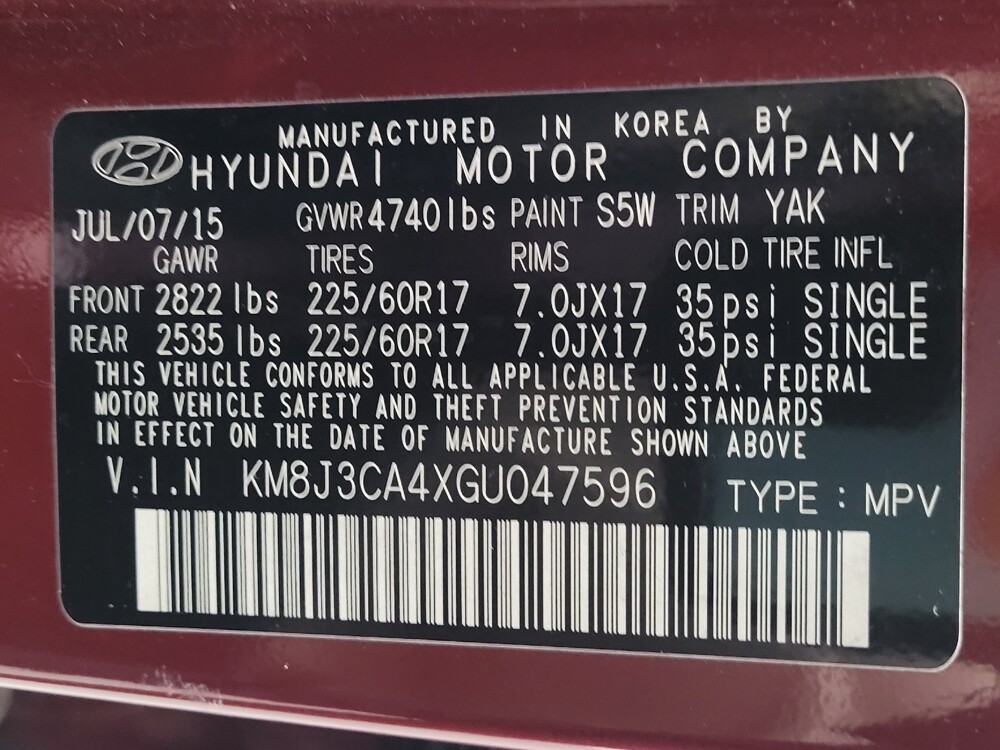 MANUFACTURED IN KOREA BY
HYUNDAI MOTOR COMPANY
JUL/07/15 GVWR 4740lbs PAINT S5W TRIM YAK
GAWR TIRES RIMS COLD TIRE INFL
FRONT 2822 lbs 225/60R17 7.0JX17 35psi SINGLE
REAR 2535 lbs 225/60R17 7.0JX17 35psi SINGLE
THIS VEHICLE CONFORMS TO ALL APPLICABLE U.S.A. FEDERAL
MOTOR VEHICLE SAFETY AND THEFT PREVENTION STANDARDS
IN EFFECT ON THE DATE OF MANUFACTURE SHOWN ABOVE
V.I.N KM8J3CA4XGU047596 TYPE : MPV